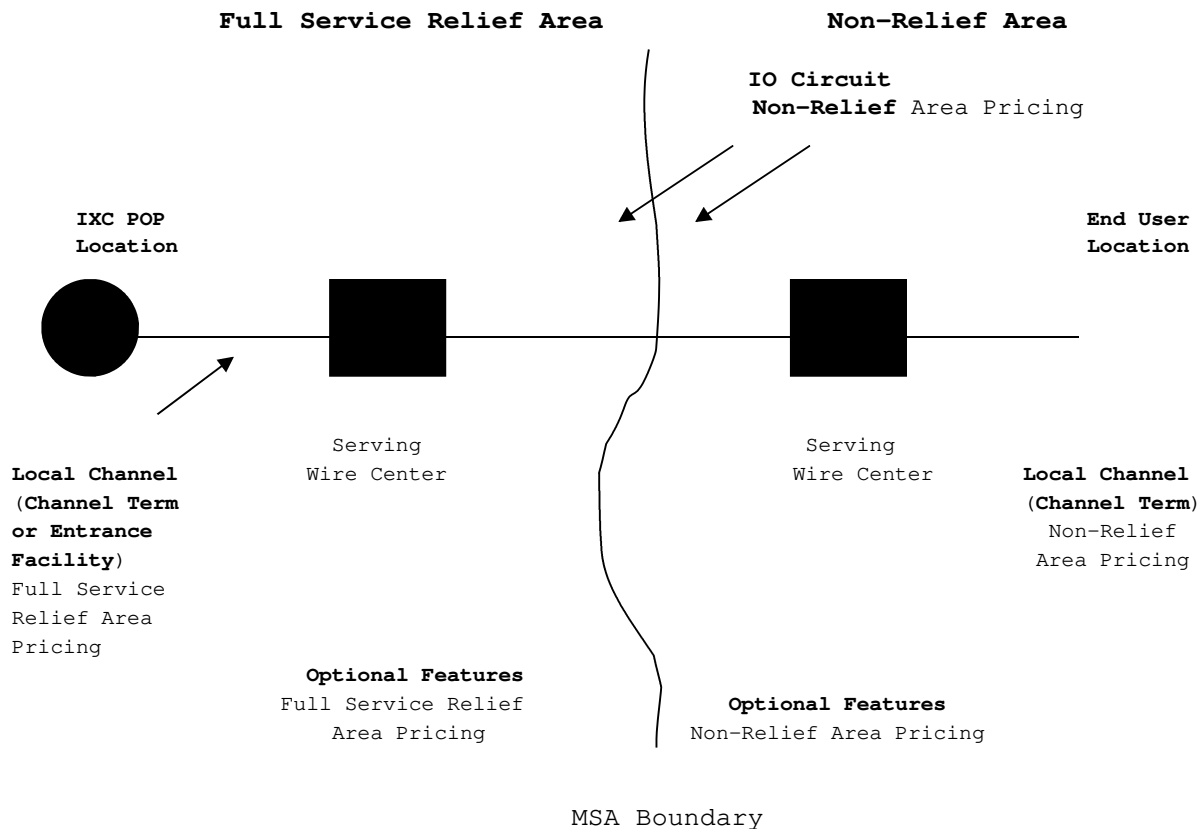 Full Service Relief Area
Non-Relief Area
IO Circuit
Non-Relief Area Pricing
IXC POP
Location
End User
Location
Serving
Wire Center
Serving
Wire Center
Local Channel
(Channel Term
or Entrance
Facility)
Full Service
Relief Area
Pricing
Local Channel
(Channel Term)
Non-Relief
Area Pricing
Optional Features
Full Service Relief
Area Pricing
Optional Features
Non-Relief Area Pricing
MSA Boundary